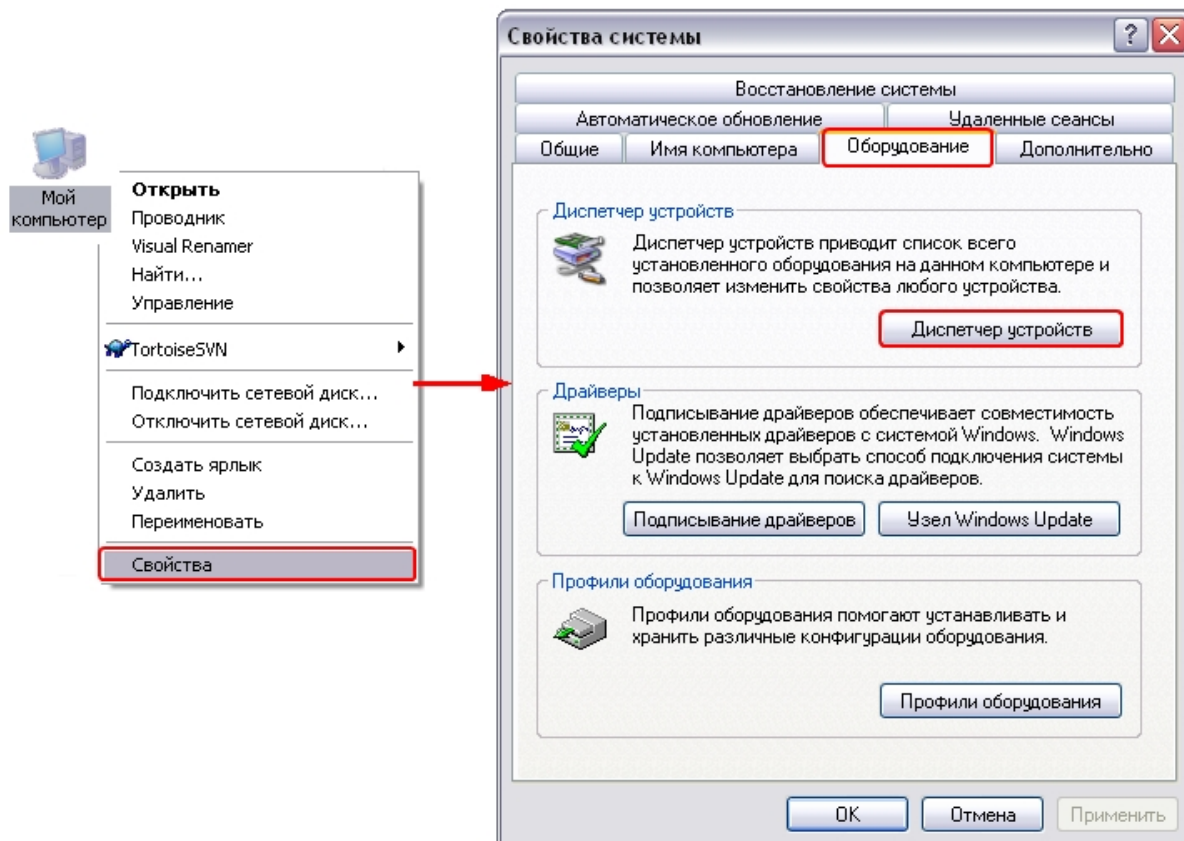 Мой
компьютер
Открыть
Проводник
Visual Renamer
Найти...
Управление
TortoiseSVN
Подключить сетевой диск...
Отключить сетевой диск...
Создать ярлык
Удалить
Переименовать
Свойства
Свойства системы
Восстановление системы
Автоматическое обновление
Удаленные сеансы
Общие
Имя компьютера
Оборудование
Дополнительно
Диспетчер устройств
Диспетчер устройств приводит список всего
установленного оборудования на данном компьютере и
позволяет изменить свойства любого устройства.
Диспетчер устройств
Драйверы
Подписывание драйверов обеспечивает совместимость
установленных драйверов с системой Windows. Windows
Update позволяет выбрать способ подключения системы
к Windows Update для поиска драйверов.
Подписывание драйверов
Узел Windows Update
Профили оборудования
Профили оборудования помогают устанавливать и
хранить различные конфигурации оборудования.
Профили оборудования
OK
Отмена
Применить